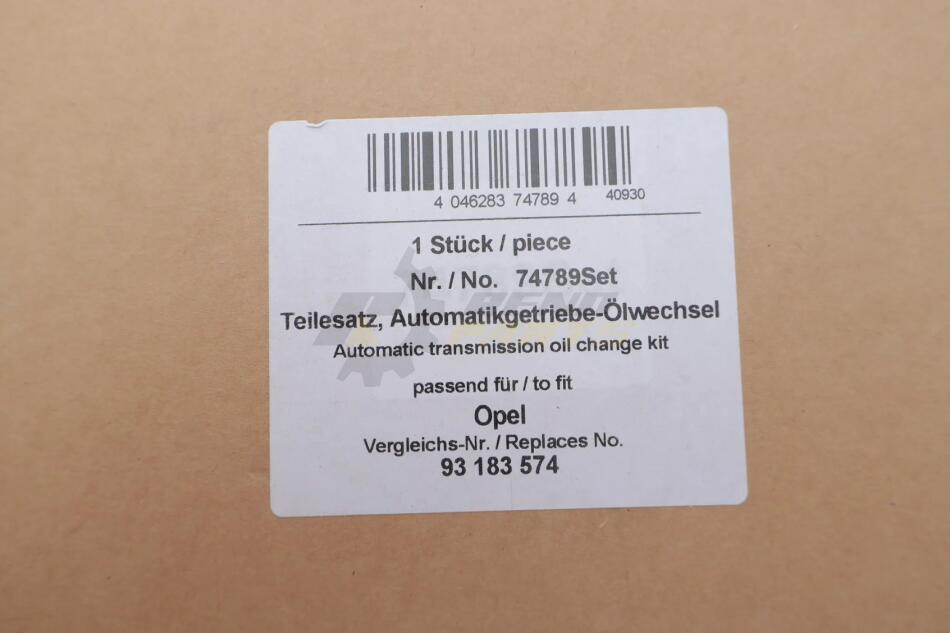 4 046283 74789 4 40930
1 Stück / piece
Nr. / No. 74789Set
Teilesatz, Automatikgetriebe-Ölwechsel
Automatic transmission oil change kit
passend für / to fit
Opel
Vergleichs-Nr. / Replaces No.
93 183 574